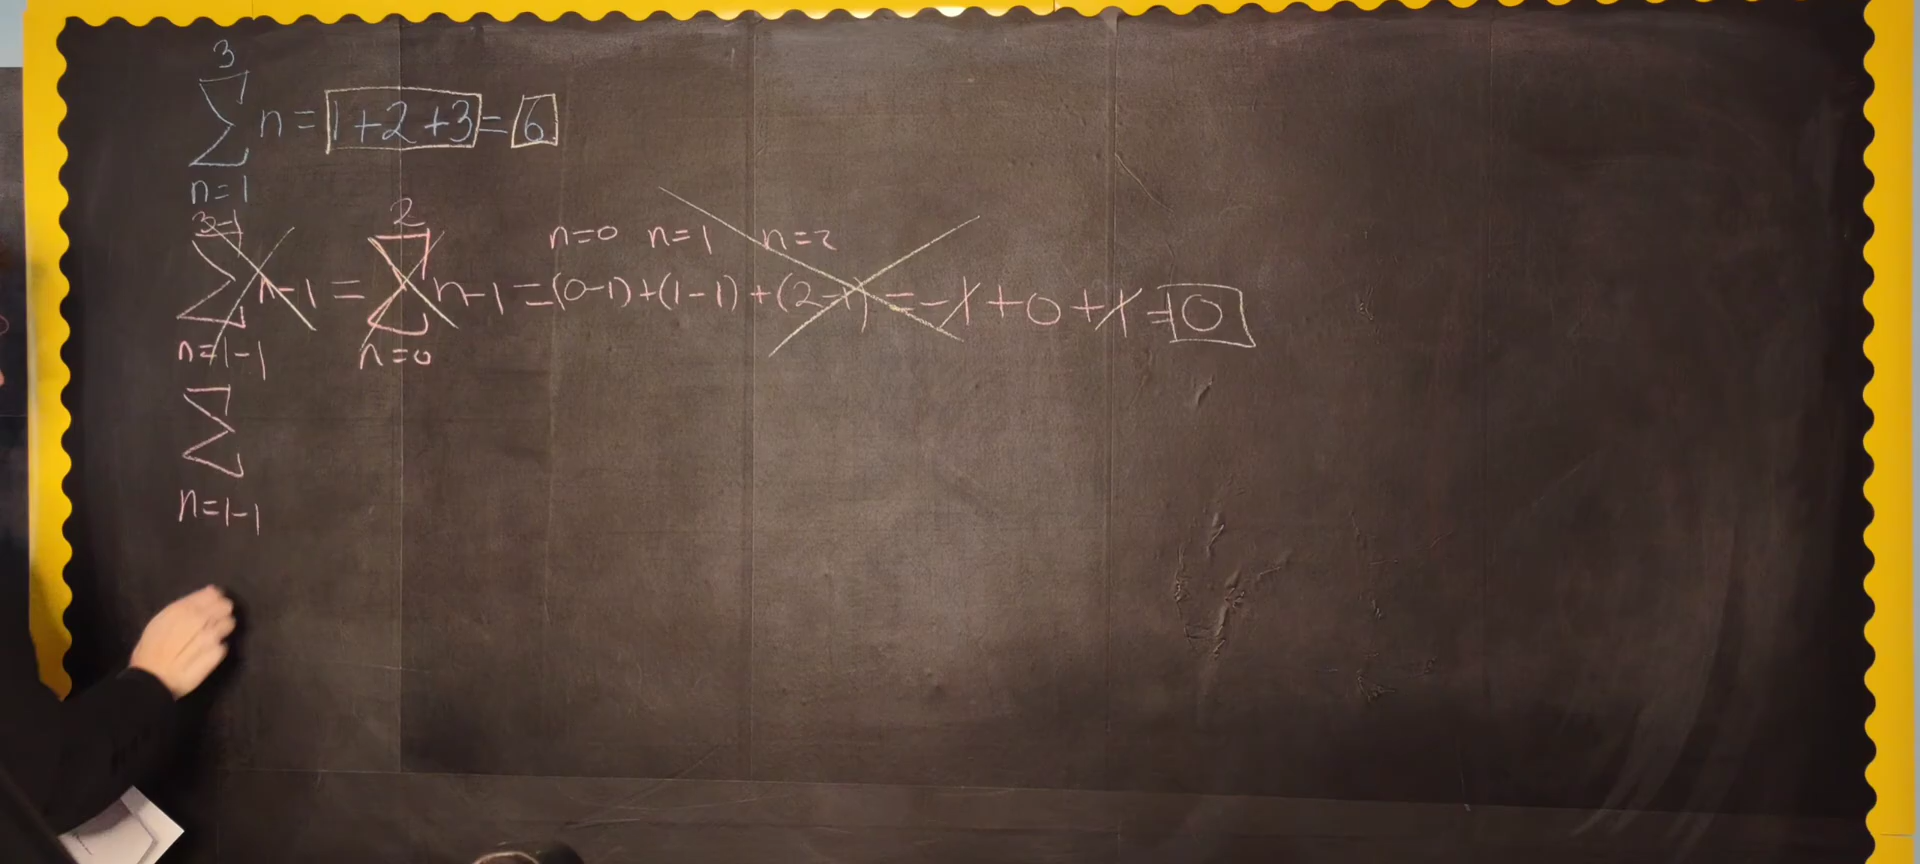 3
∑ n = 1+2+3 = 6
n=1
3-1 2 n=0 n=1 n=2
∑ n-1 = ∑ n-1 = (0-1)+(1-1)+(2-1) = -1+0+1 = 0
n=1-1 n=0
∑
n=1-1